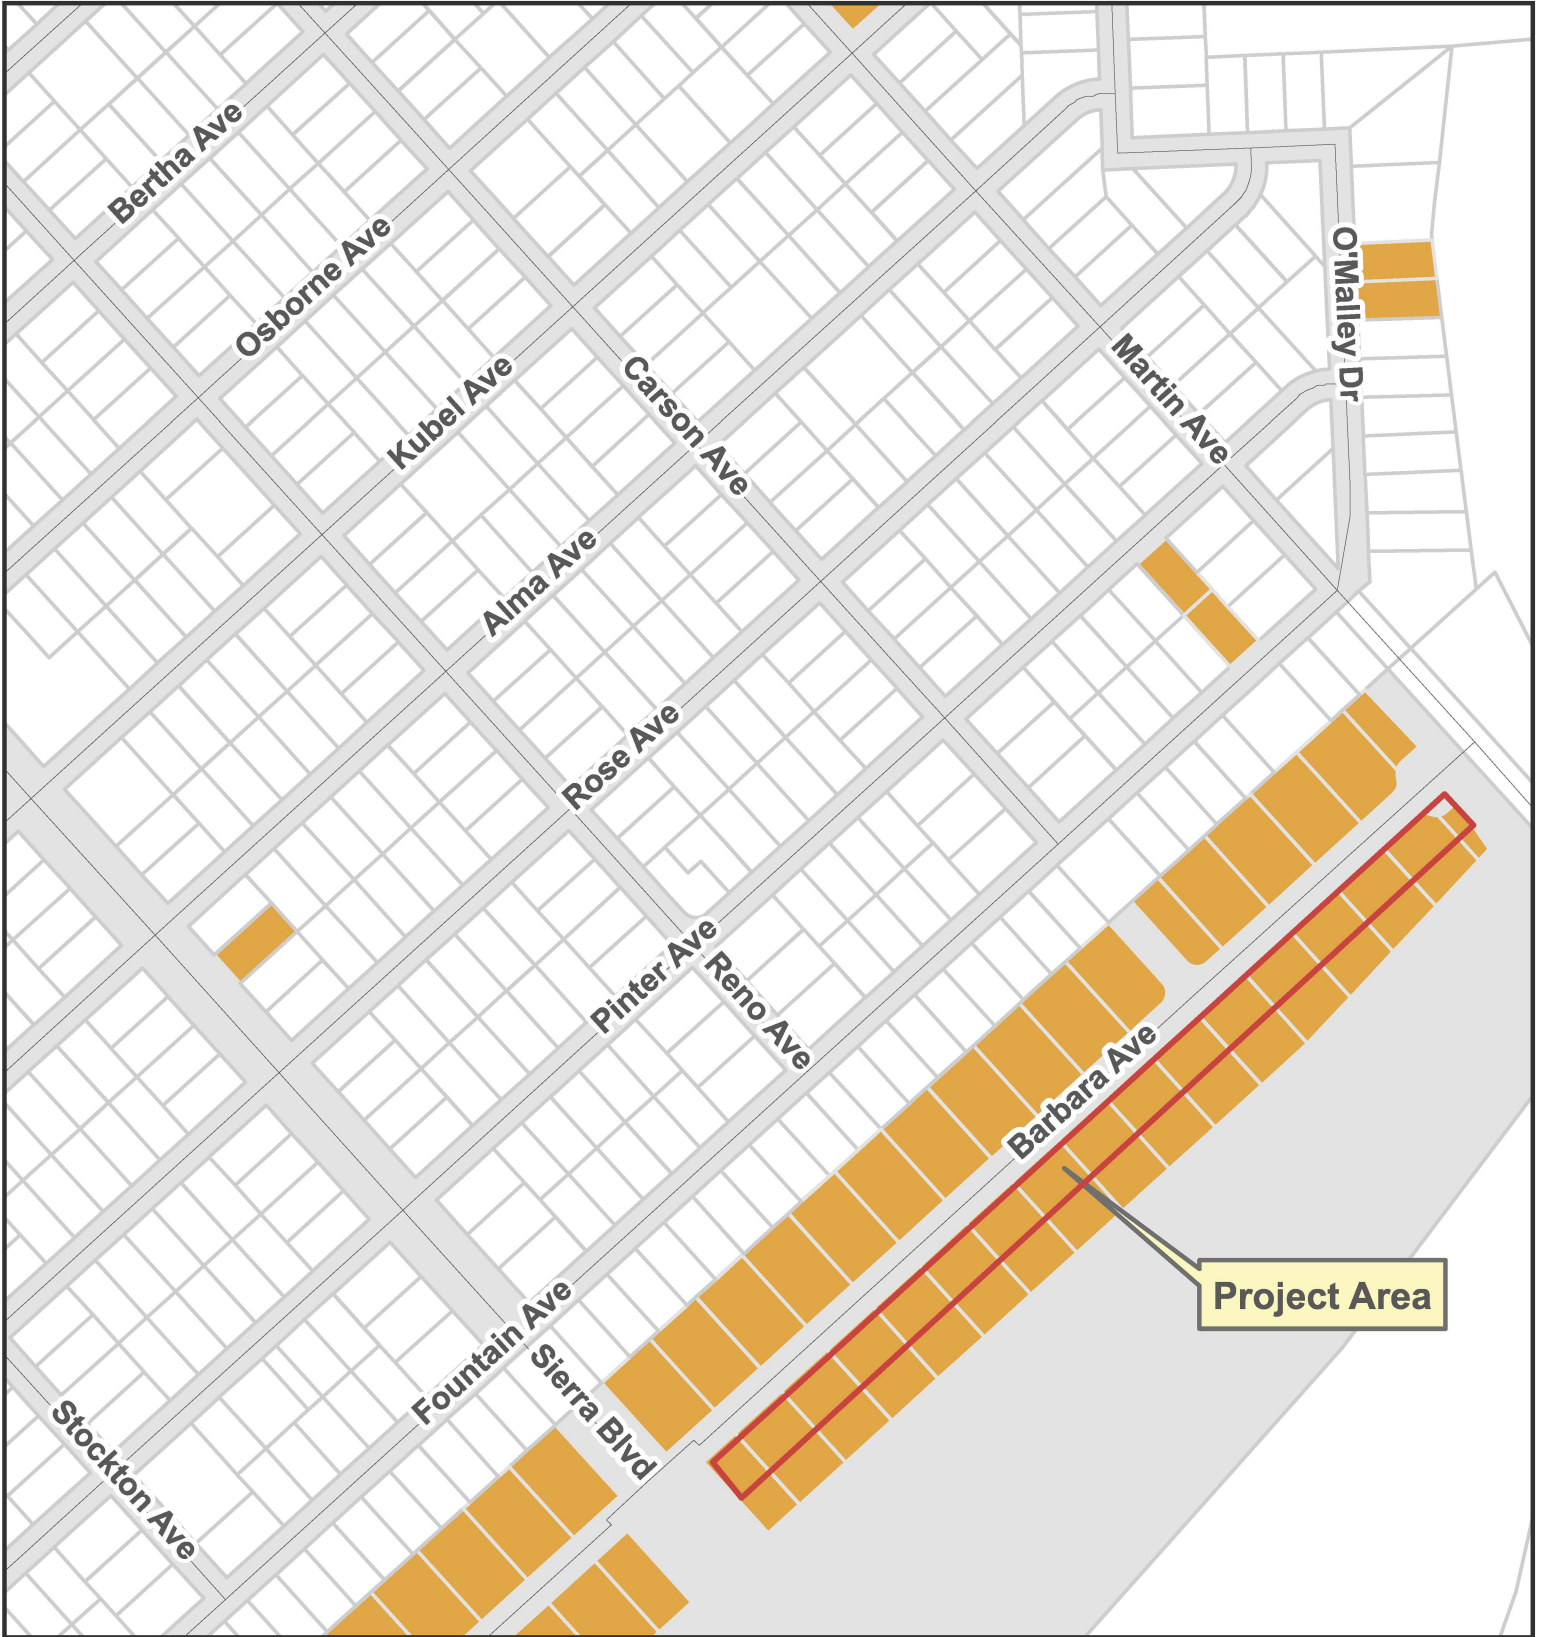 Bertha Ave
Osborne Ave
O'Malley Dr
Kubel Ave
Carson Ave
Martin Ave
Alma Ave
Rose Ave
Pinter Ave
Reno Ave
Barbara Ave
Project Area
Fountain Ave
Sierra Blvd
Stockton Ave